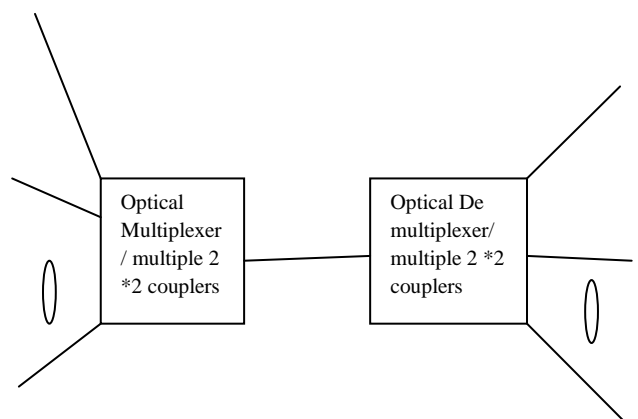 Optical
Multiplexer
/ multiple 2
*2 couplers
Optical De
multiplexer/
multiple 2 *2
couplers